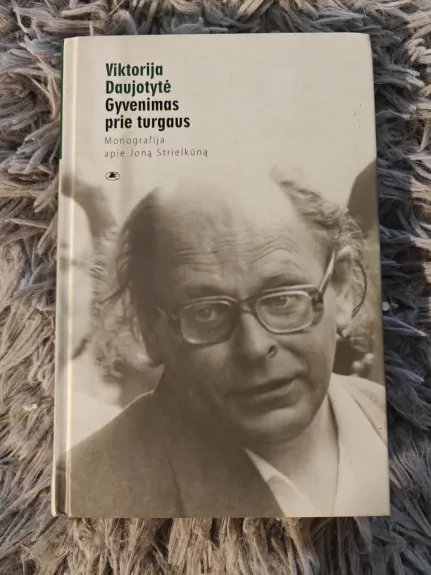 Viktorija
Daujotytė
Gyvenimas
prie turgaus
Monografija
apie Joną Strielkūną